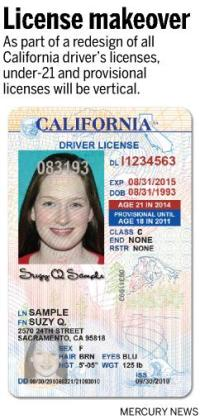 License makeover
As part of a redesign of all
California driver's licenses,
under-21 and provisional
licenses will be vertical.
CALIFORNIA
DRIVER LICENSE
083193
DL I1234563
EXP 08/31/2015
DOB 08/31/1993
AGE 21 IN 2014
PROVISIONAL UNTIL
AGE 18 IN 2011
CLASS C
END NONE
RSTR NONE
Suzy Q Sample
LN SAMPLE
FN SUZY Q.
2570 24TH STREET
SACRAMENTO, CA 95818
SEX F
HAIR BRN EYES BLU
HGT 5'-05" WGT 125 lb
ISS
09/30/2010
MERCURY NEWS